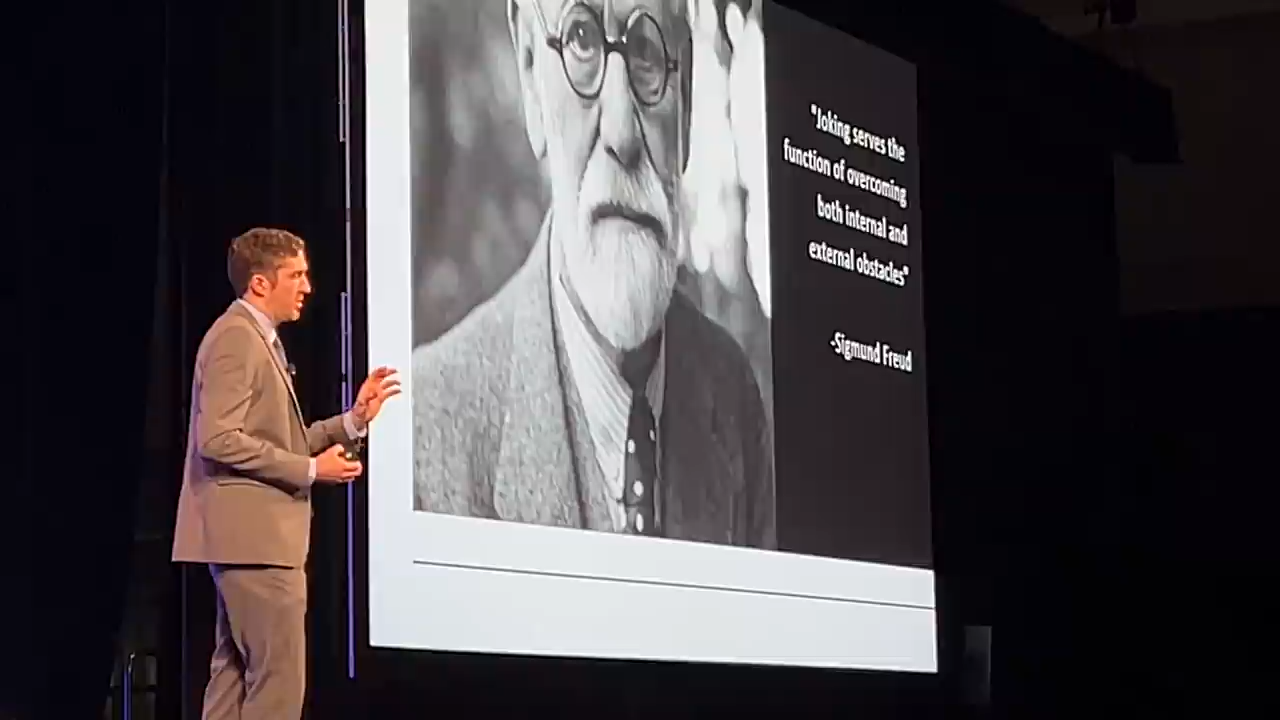 "Joking serves the
function of overcoming
both internal and
external obstacles"
-Sigmund Freud